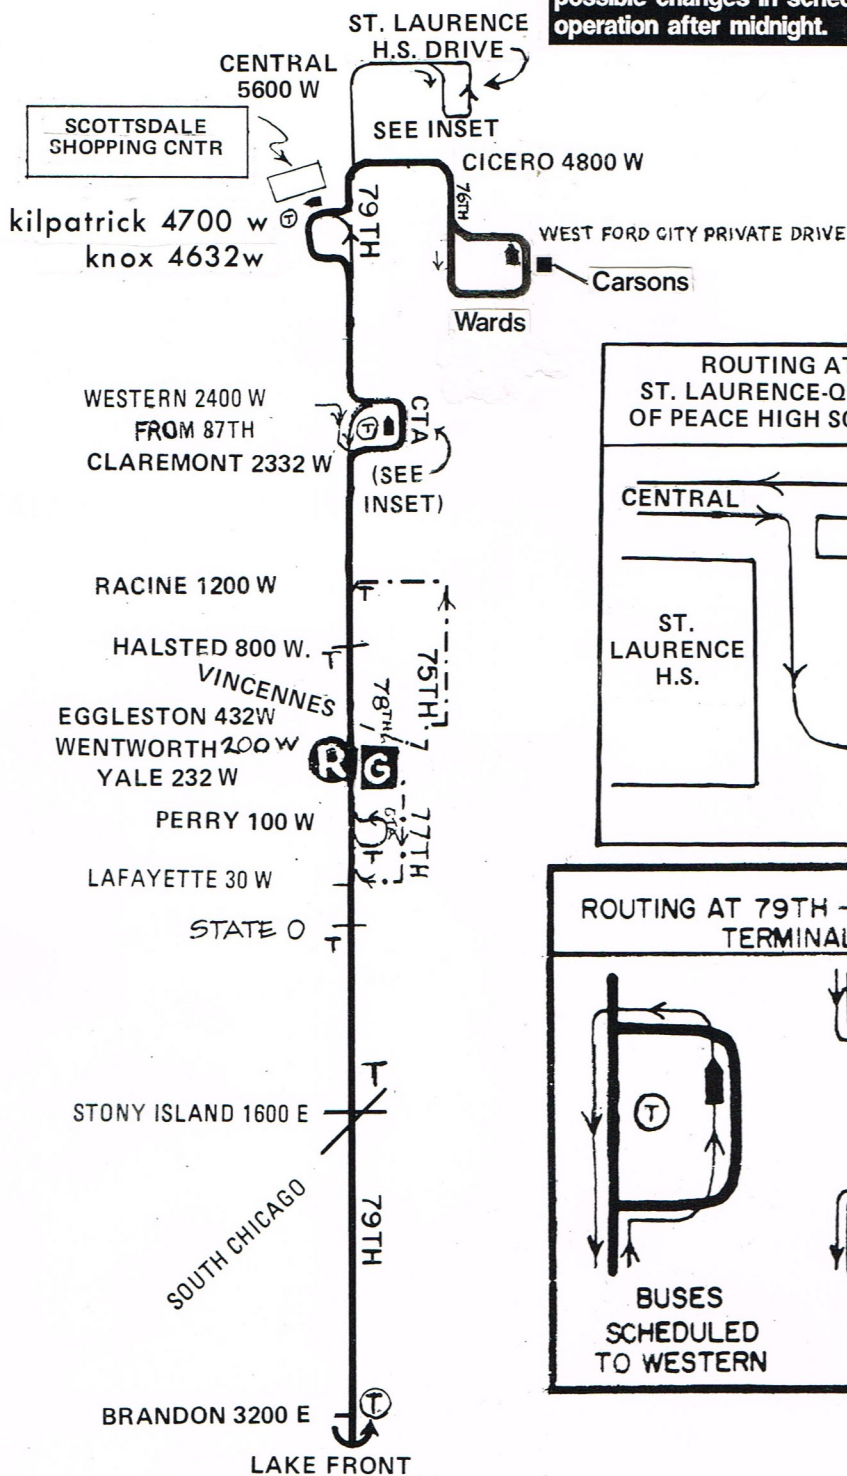 possible changes in
operation after midnight.
ST. LAURENCE
H.S. DRIVE
CENTRAL
5600 W
SCOTTSDALE
SHOPPING CNTR
SEE INSET
CICERO 4800 W
76TH
79TH
kilpatrick 4700 w T
knox 4632w
WEST FORD CITY PRIVATE DRIVE
Carsons
Wards
WESTERN 2400 W
FROM 87TH
CLAREMONT 2332 W
T
CTA
(SEE
INSET)
ROUTING AT
ST. LAURENCE-Q
OF PEACE HIGH SC
CENTRAL
ST.
LAURENCE
H.S.
RACINE 1200 W
T
HALSTED 800 W.
T
VINCENNES
75TH
78TH
EGGLESTON 432W
WENTWORTH 200 W
YALE 232 W
R G
PERRY 100 W
CTA
77TH
T
LAFAYETTE 30 W
STATE 0
T
ROUTING AT 79TH -
TERMINAL
T
BUSES
SCHEDULED
TO WESTERN
T
STONY ISLAND 1600 E
SOUTH CHICAGO
79TH
BRANDON 3200 E
T
LAKE FRONT